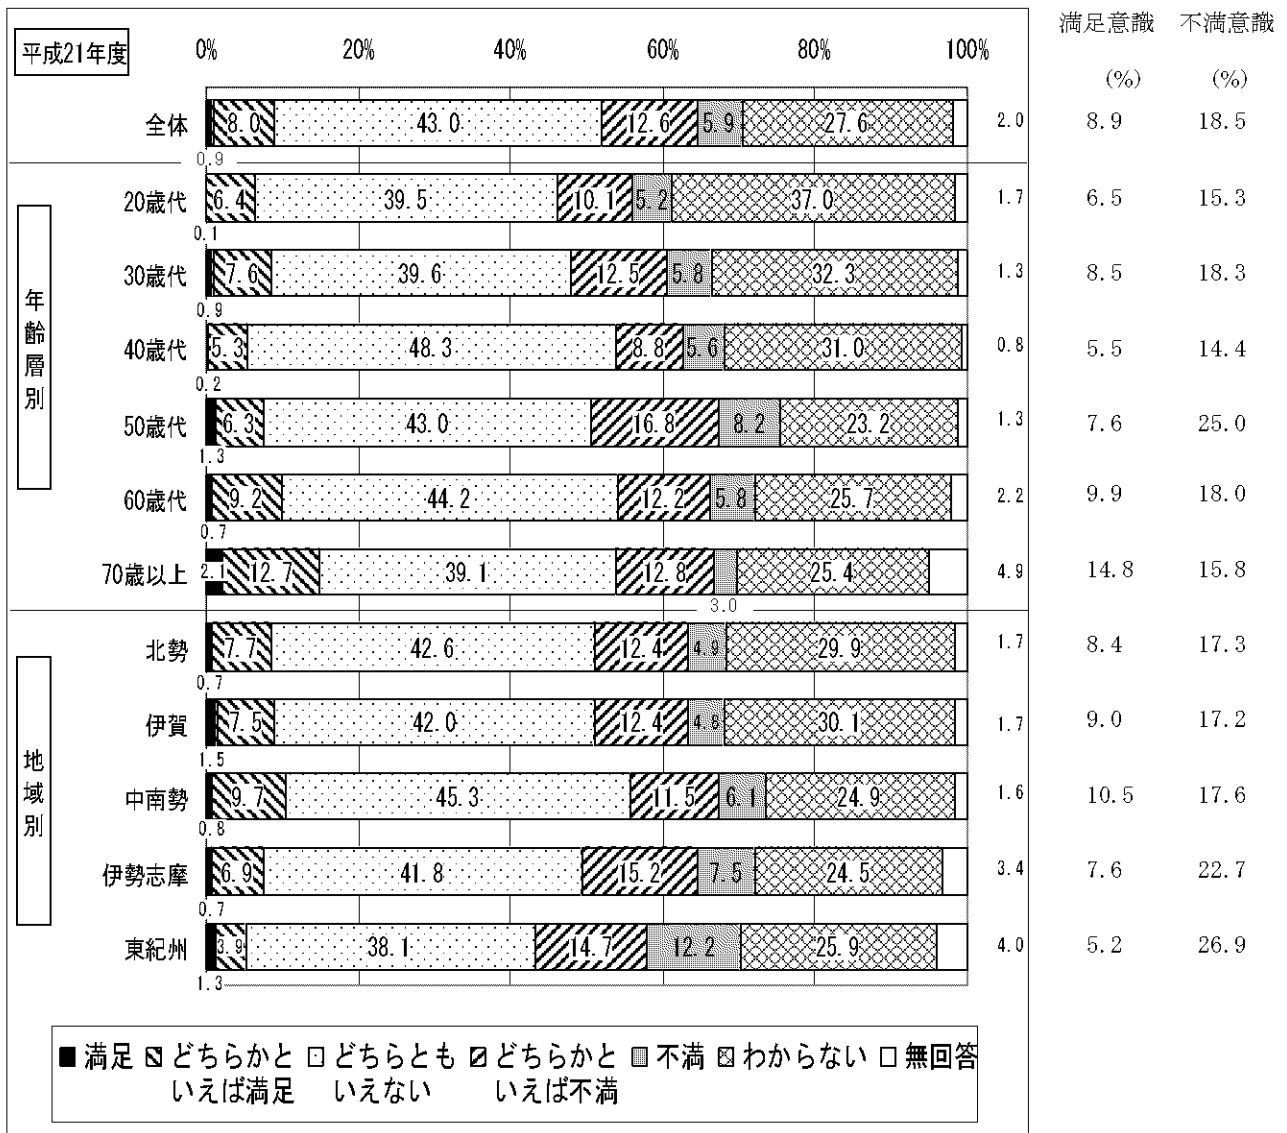 満足意識 不満意識
平成21年度 0% 20% 40% 60% 80% 100%
(%) (%)
全体 8.0 43.0 12.6 5.9 27.6 2.0 8.9 18.5
0.9
年齢層別
20歳代 6.4 39.5 10.1 5.2 37.0 1.7 6.5 15.3
0.1
30歳代 7.6 39.6 12.5 5.8 32.3 1.3 8.5 18.3
0.9
40歳代 5.3 48.3 8.8 5.6 31.0 0.8 5.5 14.4
0.2
50歳代 6.3 43.0 16.8 8.2 23.2 1.3 7.6 25.0
1.3
60歳代 9.2 44.2 12.2 5.8 25.7 2.2 9.9 18.0
0.7
70歳以上 2.1 12.7 39.1 12.8 25.4 4.9 14.8 15.8
3.0
地域別
北勢 7.7 42.6 12.4 4.9 29.9 1.7 8.4 17.3
0.7
伊賀 7.5 42.0 12.4 4.8 30.1 1.7 9.0 17.2
1.5
中南勢 9.7 45.3 11.5 6.1 24.9 1.6 10.5 17.6
0.8
伊勢志摩 6.9 41.8 15.2 7.5 24.5 3.4 7.6 22.7
0.7
東紀州 3.9 38.1 14.7 12.2 25.9 4.0 5.2 26.9
1.3
満足 どちらかと どちらとも どちらかと 不満 わからない 無回答
いえば満足 いえない いえば不満